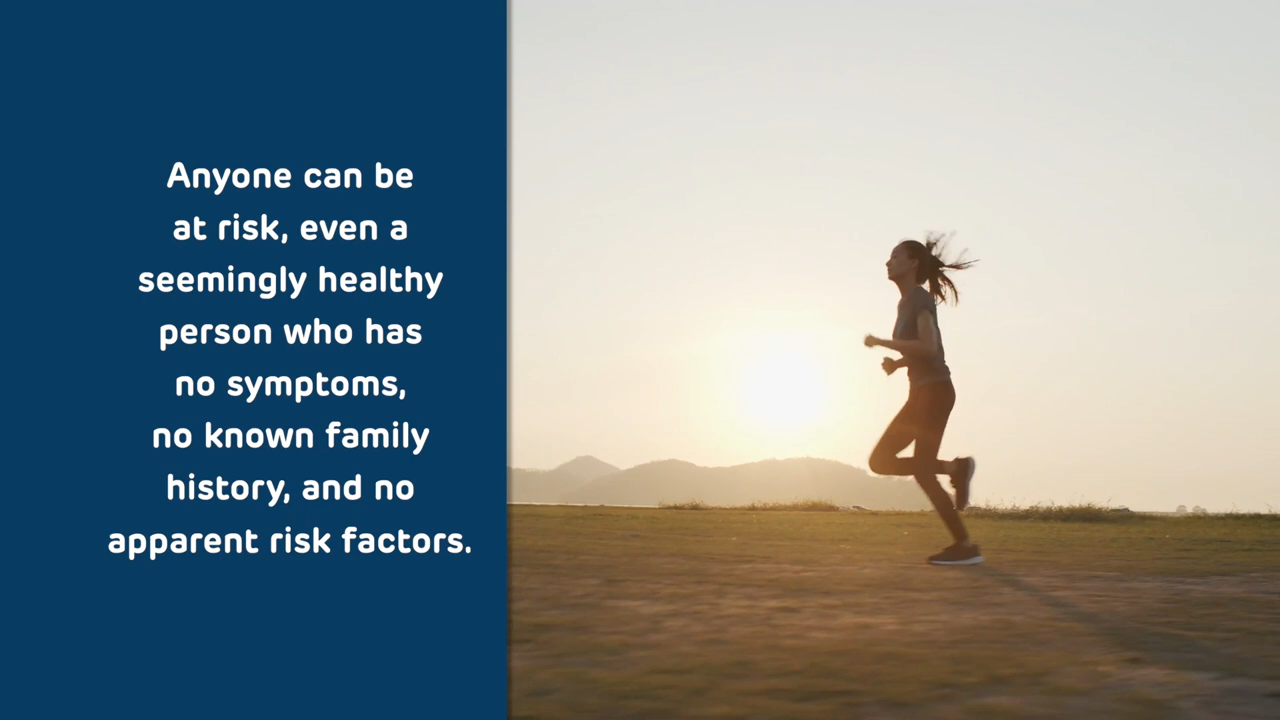 Anyone can be
at risk, even a
seemingly healthy
person who has
no symptoms,
no known family
history, and no
apparent risk factors.